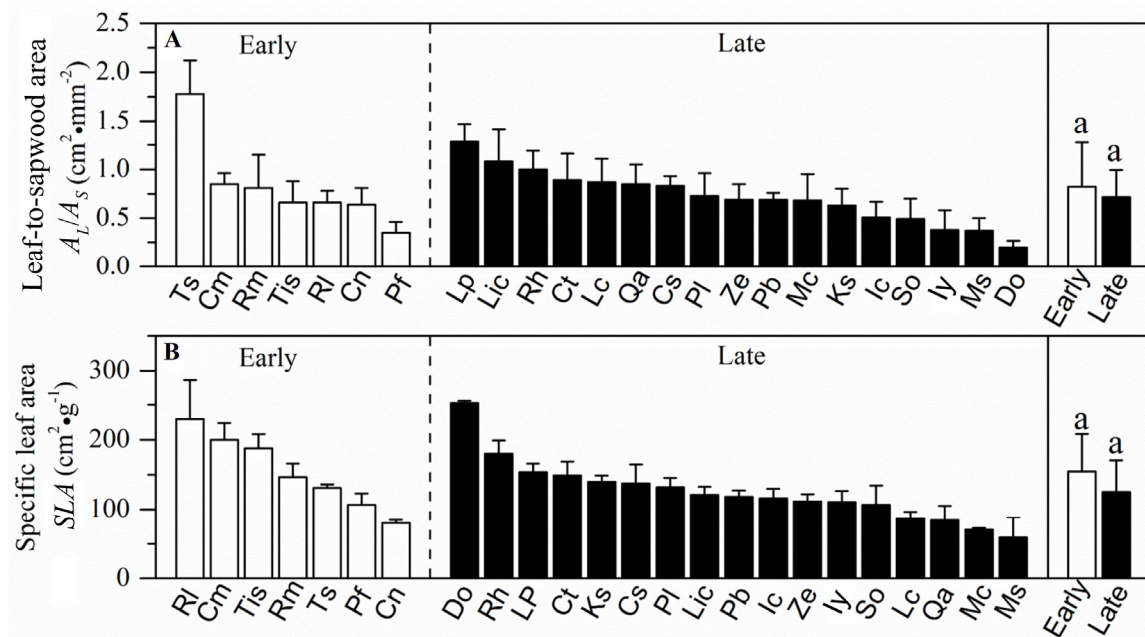 A
Early
Late
Leaf-to-sapwood area
A_L/A_S (cm²•mm⁻²)
2.5
2.0
1.5
1.0
0.5
0.0
a
a
Ts Cm Rm Tis Rl Cn Pf Lp Lic Rh Ct Lc Qa Cs Pl Ze Pb Mc Ks Ic So Iy Ms Do Early Late
B
Early
Late
Specific leaf area
SLA (cm²•g⁻¹)
300
200
100
0
a
a
Rl Cm Tis Rm Ts Pf Cn Do Rh LP Ct Ks Cs Pl Lic Pb Ic Ze Iy So Lc Qa Mc Ms Early Late